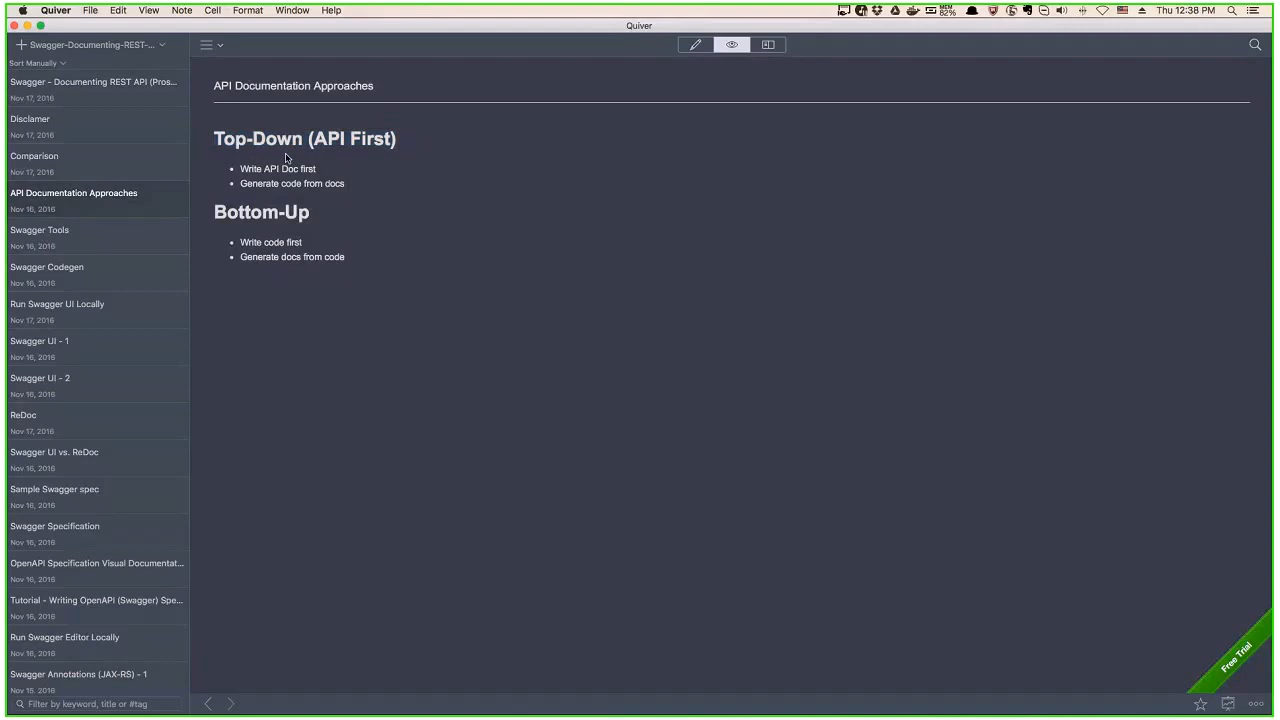 Quiver File Edit View Note Cell Format Window Help
MEM 82% Thu 12:38 PM
Quiver
Swagger-Documenting-REST-...
Sort Manually
Swagger - Documenting REST API (Pros...
Nov 17, 2016
Disclamer
Nov 17, 2016
Comparison
Nov 17, 2016
API Documentation Approaches
Nov 16, 2016
Swagger Tools
Nov 16, 2016
Swagger Codegen
Nov 16, 2016
Run Swagger UI Locally
Nov 17, 2016
Swagger UI - 1
Nov 16, 2016
Swagger UI - 2
Nov 16, 2016
ReDoc
Nov 17, 2016
Swagger UI vs. ReDoc
Nov 16, 2016
Sample Swagger spec
Nov 16, 2016
Swagger Specification
Nov 16, 2016
OpenAPI Specification Visual Documentat...
Nov 16, 2016
Tutorial - Writing OpenAPI (Swagger) Spe...
Nov 16, 2016
Run Swagger Editor Locally
Nov 16, 2016
Swagger Annotations (JAX-RS) - 1
Nov 15, 2016
Filter by keyword, title or #tag
API Documentation Approaches
Top-Down (API First)
• Write API Doc first
• Generate code from docs
Bottom-Up
• Write code first
• Generate docs from code
Free Trial